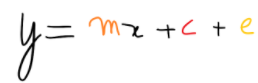 y = mx + c + e